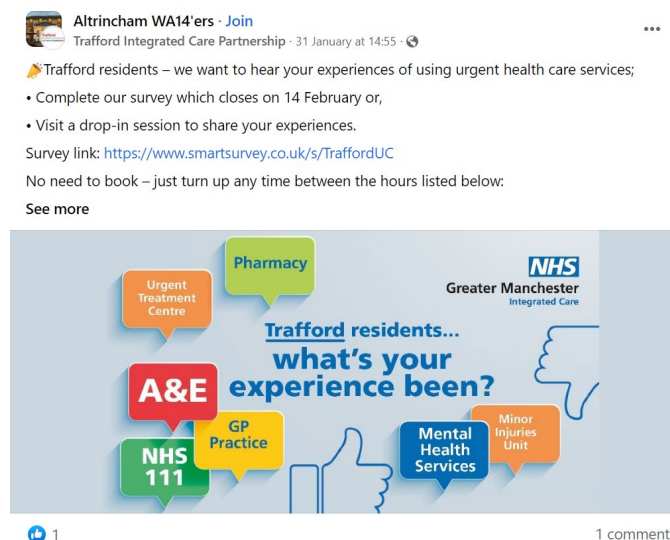 Altrincham WA14'ers · Join
Trafford Integrated Care Partnership · 31 January at 14:55 ·
Trafford residents – we want to hear your experiences of using urgent health care services;
• Complete our survey which closes on 14 February or,
• Visit a drop-in session to share your experiences.
Survey link: https://www.smartsurvey.co.uk/s/TraffordUC
No need to book – just turn up any time between the hours listed below:
See more
Pharmacy
Urgent
Treatment
Centre
NHS
Greater Manchester
Integrated Care
Trafford residents...
what's your
experience been?
A&E
GP
Practice
NHS
111
Mental
Health
Services
Minor
Injuries
Unit
1
1 comment